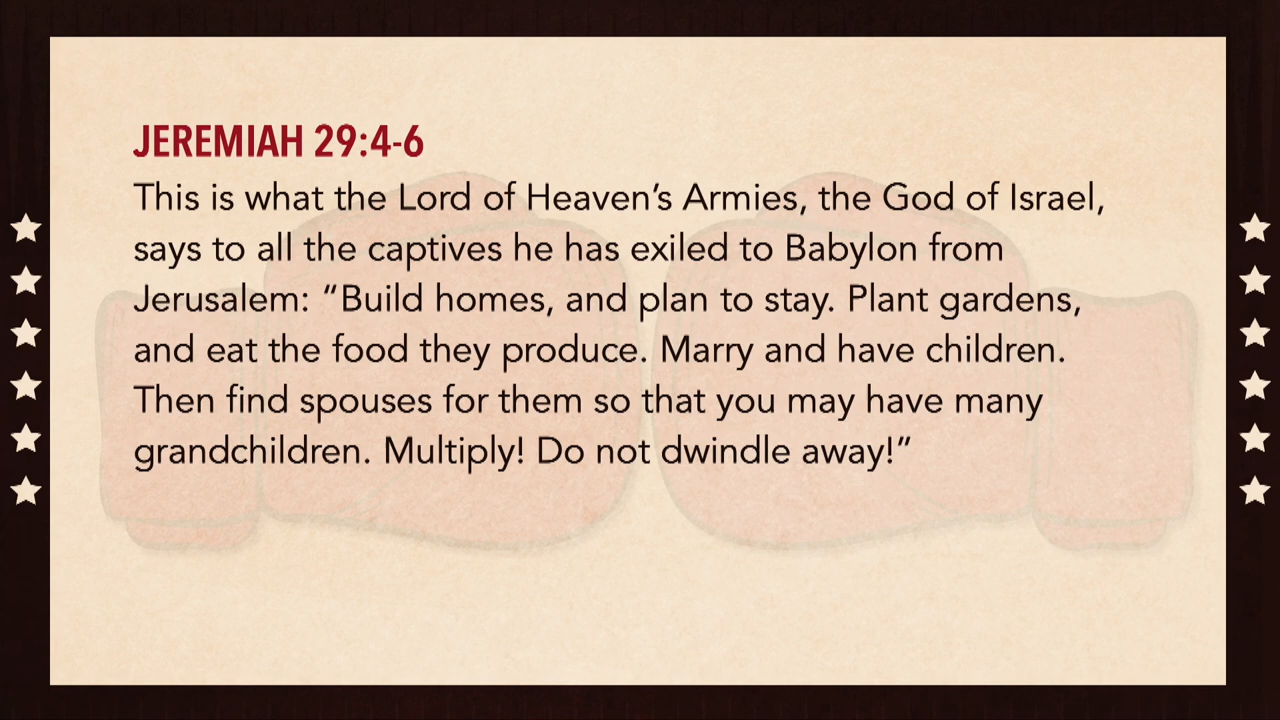 JEREMIAH 29:4-6
This is what the Lord of Heaven’s Armies, the God of Israel,
says to all the captives he has exiled to Babylon from
Jerusalem: “Build homes, and plan to stay. Plant gardens,
and eat the food they produce. Marry and have children.
Then find spouses for them so that you may have many
grandchildren. Multiply! Do not dwindle away!”